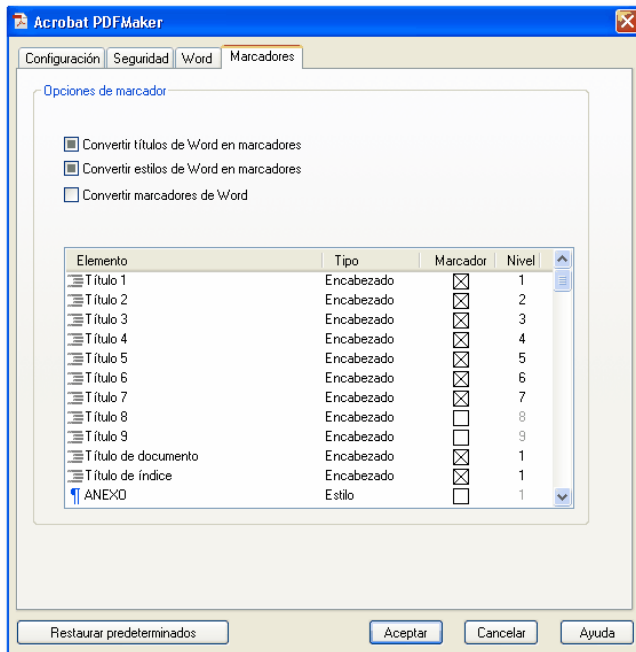 Acrobat PDFMaker
Configuración Seguridad Word Marcadores
Opciones de marcador
Convertir títulos de Word en marcadores
Convertir estilos de Word en marcadores
Convertir marcadores de Word
Elemento Tipo Marcador Nivel
Título 1 Encabezado 1
Título 2 Encabezado 2
Título 3 Encabezado 3
Título 4 Encabezado 4
Título 5 Encabezado 5
Título 6 Encabezado 6
Título 7 Encabezado 7
Título 8 Encabezado 8
Título 9 Encabezado 9
Título de documento Encabezado 1
Título de índice Encabezado 1
¶ ANEXO Estilo 1
Restaurar predeterminados Aceptar Cancelar Ayuda